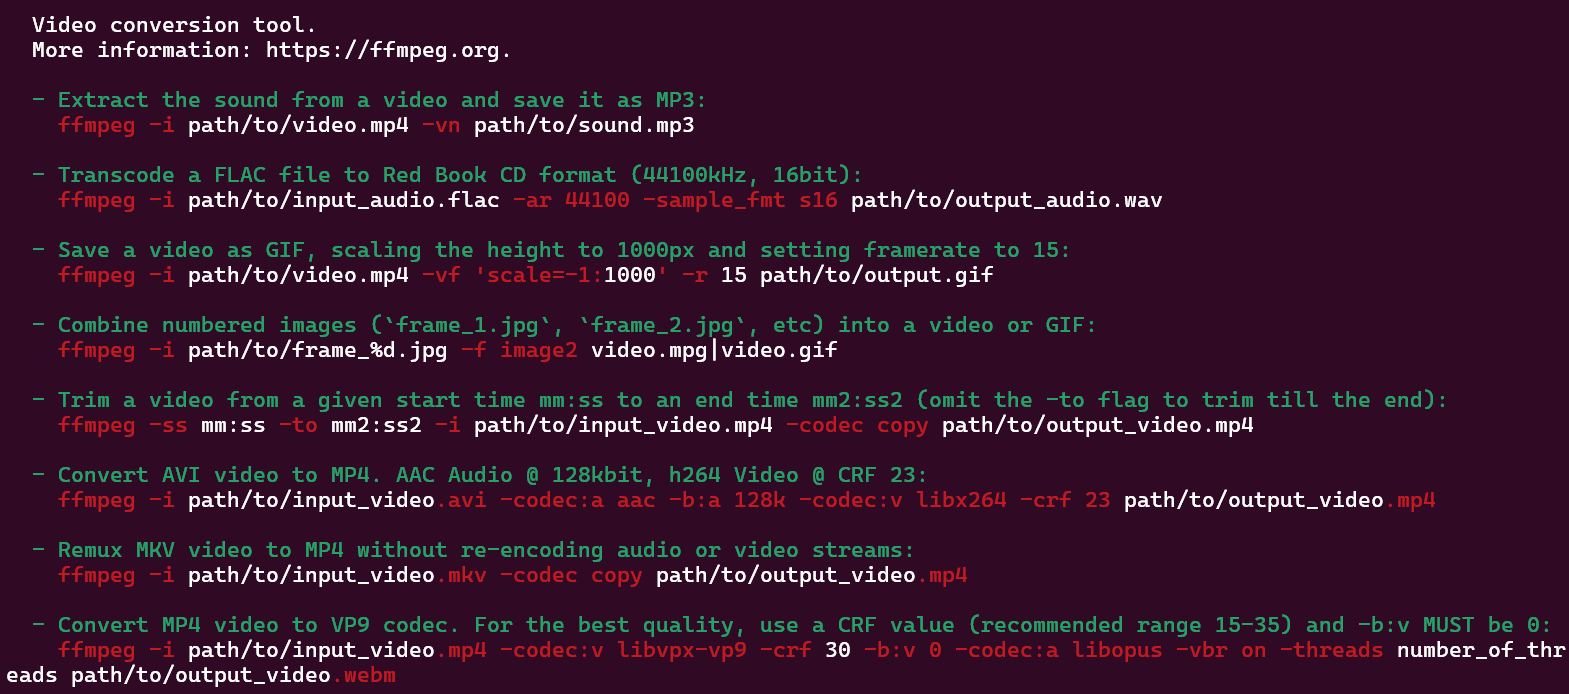 Video conversion tool.
More information: https://ffmpeg.org.
- Extract the sound from a video and save it as MP3:
ffmpeg -i path/to/video.mp4 -vn path/to/sound.mp3
- Transcode a FLAC file to Red Book CD format (44100kHz, 16bit):
ffmpeg -i path/to/input_audio.flac -ar 44100 -sample_fmt s16 path/to/output_audio.wav
- Save a video as GIF, scaling the height to 1000px and setting framerate to 15:
ffmpeg -i path/to/video.mp4 -vf 'scale=-1:1000' -r 15 path/to/output.gif
- Combine numbered images (`frame_1.jpg`, `frame_2.jpg`, etc) into a video or GIF:
ffmpeg -i path/to/frame_%d.jpg -f image2 video.mpg|video.gif
- Trim a video from a given start time mm:ss to an end time mm2:ss2 (omit the -to flag to trim till the end):
ffmpeg -ss mm:ss -to mm2:ss2 -i path/to/input_video.mp4 -codec copy path/to/output_video.mp4
- Convert AVI video to MP4. AAC Audio @ 128kbit, h264 Video @ CRF 23:
ffmpeg -i path/to/input_video.avi -codec:a aac -b:a 128k -codec:v libx264 -crf 23 path/to/output_video.mp4
- Remux MKV video to MP4 without re-encoding audio or video streams:
ffmpeg -i path/to/input_video.mkv -codec copy path/to/output_video.mp4
- Convert MP4 video to VP9 codec. For the best quality, use a CRF value (recommended range 15-35) and -b:v MUST be 0:
ffmpeg -i path/to/input_video.mp4 -codec:v libvpx-vp9 -crf 30 -b:v 0 -codec:a libopus -vbr on -threads number_of_thr
eads path/to/output_video.webm